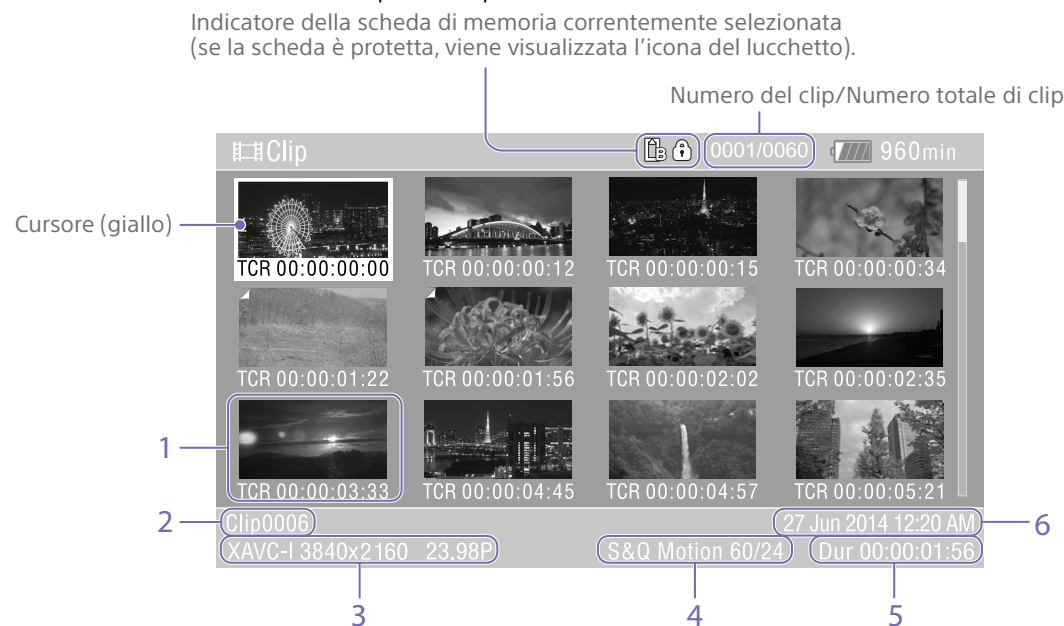 Indicatore della scheda di memoria correntemente selezionata
(se la scheda è protetta, viene visualizzata l’icona del lucchetto).
Numero del clip/Numero totale di clip
Clip
B
0001/0060
960min
Cursore (giallo)
TCR 00:00:00:00
TCR 00:00:00:12
TCR 00:00:00:15
TCR 00:00:00:34
TCR 00:00:01:22
TCR 00:00:01:56
TCR 00:00:02:02
TCR 00:00:02:35
1
TCR 00:00:03:33
TCR 00:00:04:45
TCR 00:00:04:57
TCR 00:00:05:21
2
Clip0006
27 Jun 2014 12:20 AM
6
XAVC-I 3840x2160 23.98P
S&Q Motion 60/24
Dur 00:00:01:56
3
4
5